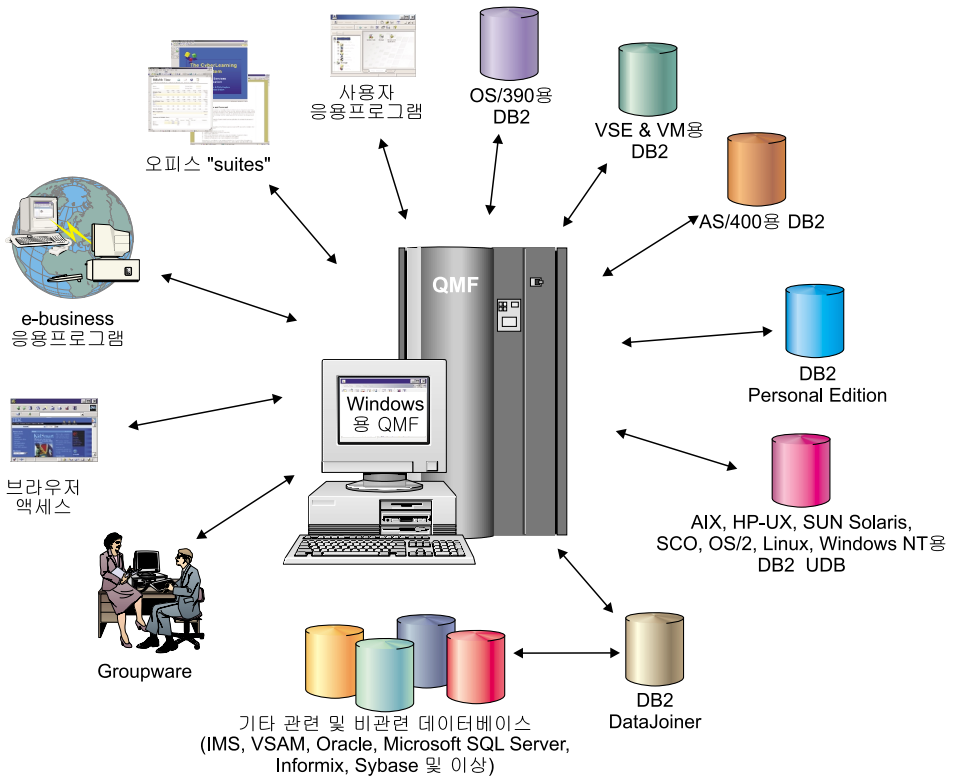 사용자
응용프로그램
OS/390용
DB2
VSE & VM용
DB2
오피스 "suites"
AS/400용 DB2
QMF
e-business
응용프로그램
DB2
Personal Edition
Windows
용 QMF
브라우저
액세스
AIX, HP-UX, SUN Solaris,
SCO, OS/2, Linux, Windows NT용
DB2 UDB
Groupware
DB2
DataJoiner
기타 관련 및 비관련 데이터베이스
(IMS, VSAM, Oracle, Microsoft SQL Server,
Informix, Sybase 및 이상)